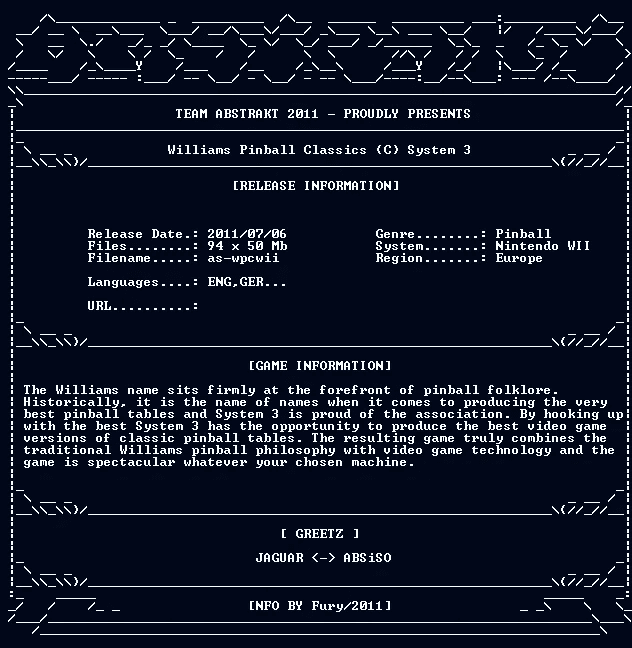 TEAM ABSTRAKT 2011 - PROUDLY PRESENTS
Williams Pinball Classics (C) System 3
[RELEASE INFORMATION]
Release Date.: 2011/07/06 Genre........: Pinball
Files........: 94 x 50 Mb System.......: Nintendo WII
Filename.....: as-wpcwii Region.......: Europe
Languages....: ENG,GER...
URL..........:
[GAME INFORMATION]
The Williams name sits firmly at the forefront of pinball folklore.
Historically, it is the name of names when it comes to producing the very
best pinball tables and System 3 is proud of the association. By hooking up
with the best System 3 has the opportunity to produce the best video game
versions of classic pinball tables. The resulting game truly combines the
traditional Williams pinball philosophy with video game technology and the
game is spectacular whatever your chosen machine.
[ GREETZ ]
JAGUAR <-> ABSiSO
[NFO BY Fury/2011]